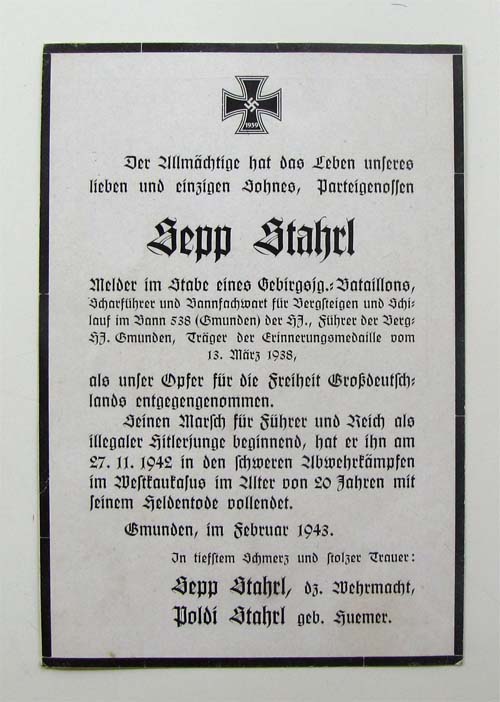 1939
Der Allmächtige hat das Leben unseres
lieben und einzigen Sohnes, Parteigenossen
Sepp Stahrl
Melder im Stabe eines Gebirgsjg.-Bataillons,
Scharführer und Bannfachwart für Bergsteigen und Schi-
lauf im Bann 538 (Gmunden) der HJ., Führer der Berg-
HJ. Gmunden, Träger der Erinnerungsmedaille vom
13. März 1938,
als unser Opfer für die Freiheit Großdeutsch-
lands entgegengenommen.
Seinen Marsch für Führer und Reich als
illegaler Hitlerjunge beginnend, hat er ihn am
27. 11. 1942 in den schweren Abwehrkämpfen
im Westkaukasus im Alter von 20 Jahren mit
seinem Heldentode vollendet.
Gmunden, im Februar 1943.
In tiefstem Schmerz und stolzer Trauer:
Sepp Stahrl, dz. Wehrmacht,
Poldi Stahrl geb. Huemer.